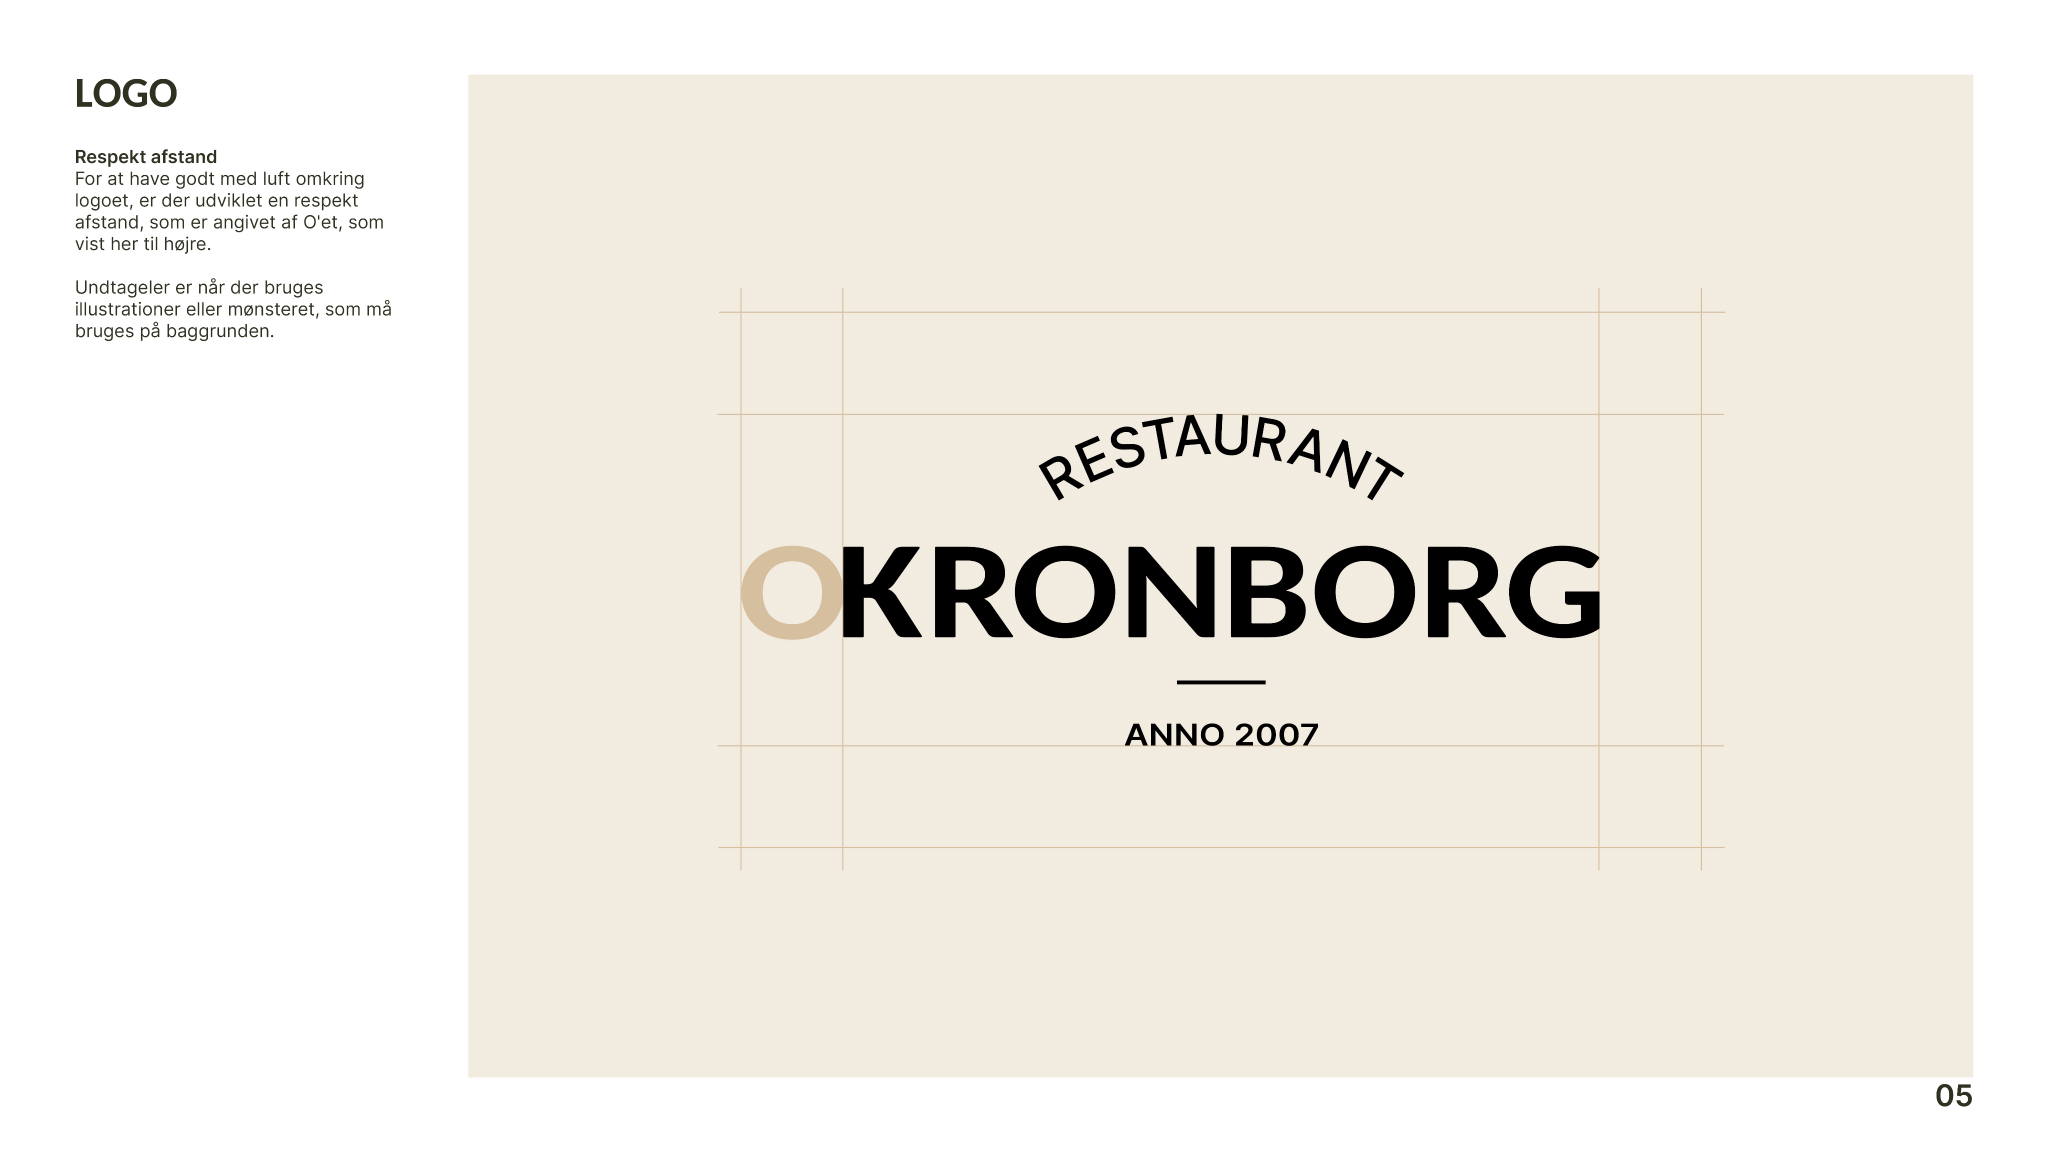 LOGO
Respekt afstand
For at have godt med luft omkring
logoet, er der udviklet en respekt
afstand, som er angivet af O'et, som
vist her til højre.
Undtageler er når der bruges
illustrationer eller mønsteret, som må
bruges på baggrunden.
RESTAURANT
OKRONBORG
ANNO 2007
05